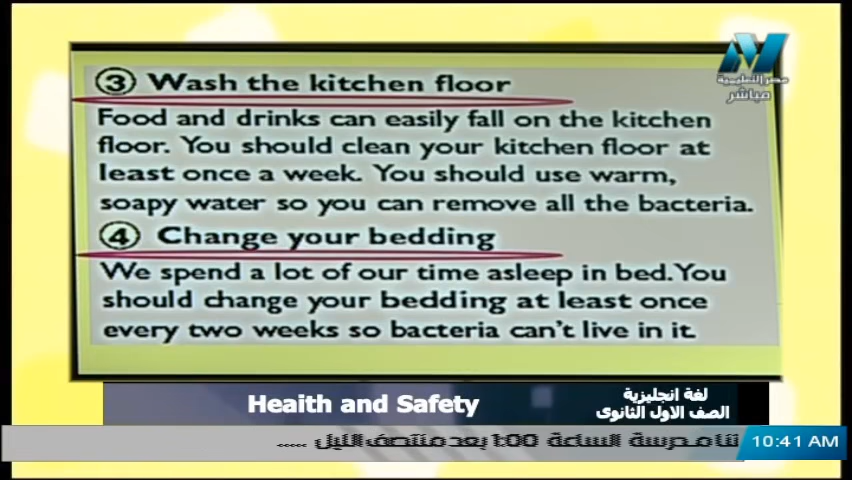 ③ Wash the kitchen floor
Food and drinks can easily fall on the kitchen
floor. You should clean your kitchen floor at
least once a week. You should use warm,
soapy water so you can remove all the bacteria.
④ Change your bedding
We spend a lot of our time asleep in bed. You
should change your bedding at least once
every two weeks so bacteria can't live in it.
مصر التعليمية
مباشر
Heaith and Safety
لغة انجليزية
الصف الاول الثانوى
مدرسة الساعة 1:00 بعد منتصف الليل .....
10:41 AM